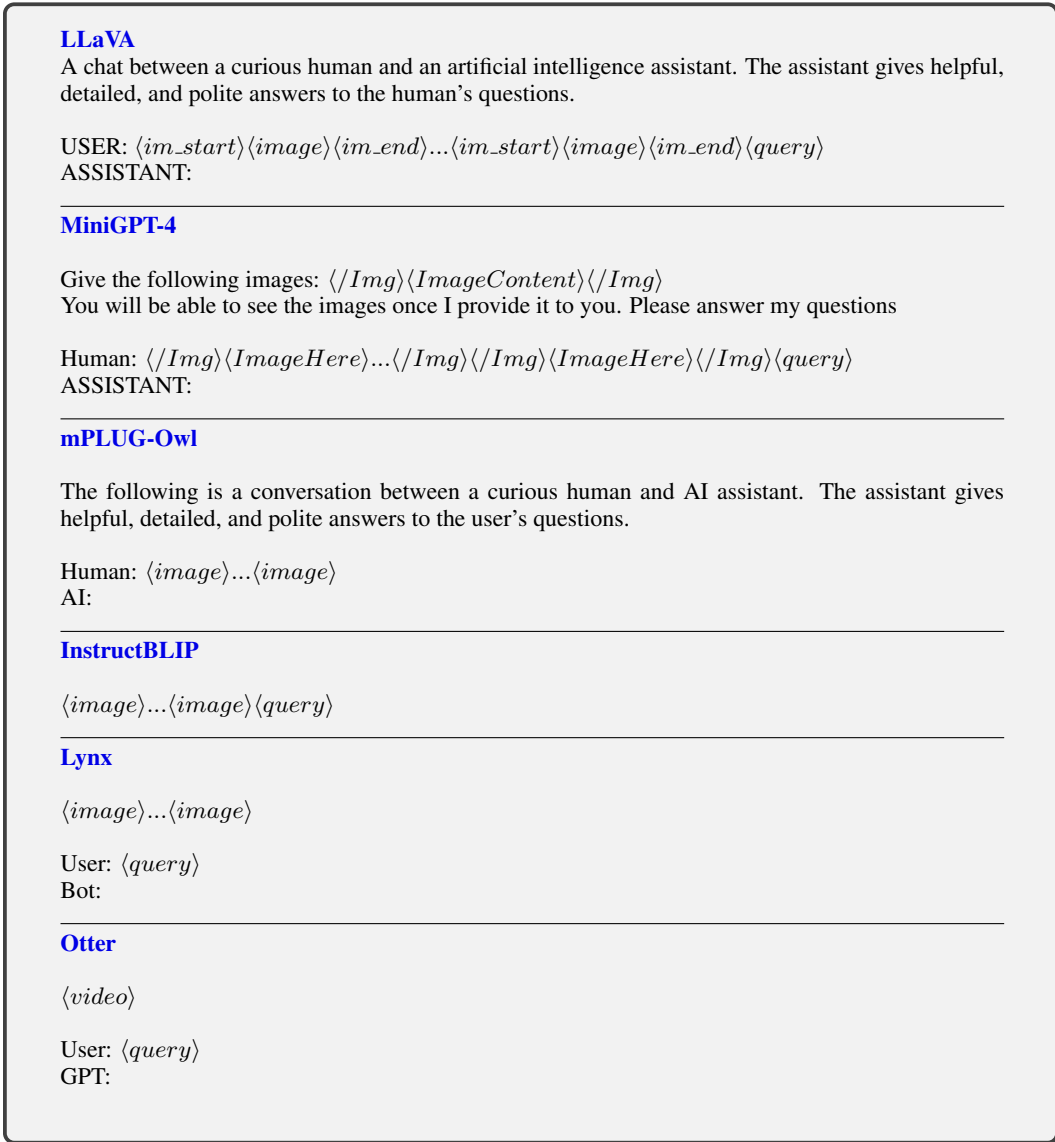 LLaVA
A chat between a curious human and an artificial intelligence assistant. The assistant gives helpful,
detailed, and polite answers to the human's questions.
USER: ⟨im_start⟩⟨image⟩⟨im_end⟩...⟨im_start⟩⟨image⟩⟨im_end⟩⟨query⟩
ASSISTANT:
MiniGPT-4
Give the following images: ⟨/Img⟩⟨ImageContent⟩⟨/Img⟩
You will be able to see the images once I provide it to you. Please answer my questions
Human: ⟨/Img⟩⟨ImageHere⟩...⟨/Img⟩⟨/Img⟩⟨ImageHere⟩⟨/Img⟩⟨query⟩
ASSISTANT:
mPLUG-Owl
The following is a conversation between a curious human and AI assistant. The assistant gives
helpful, detailed, and polite answers to the user's questions.
Human: ⟨image⟩...⟨image⟩
AI:
InstructBLIP
⟨image⟩...⟨image⟩⟨query⟩
Lynx
⟨image⟩...⟨image⟩
User: ⟨query⟩
Bot:
Otter
⟨video⟩
User: ⟨query⟩
GPT: